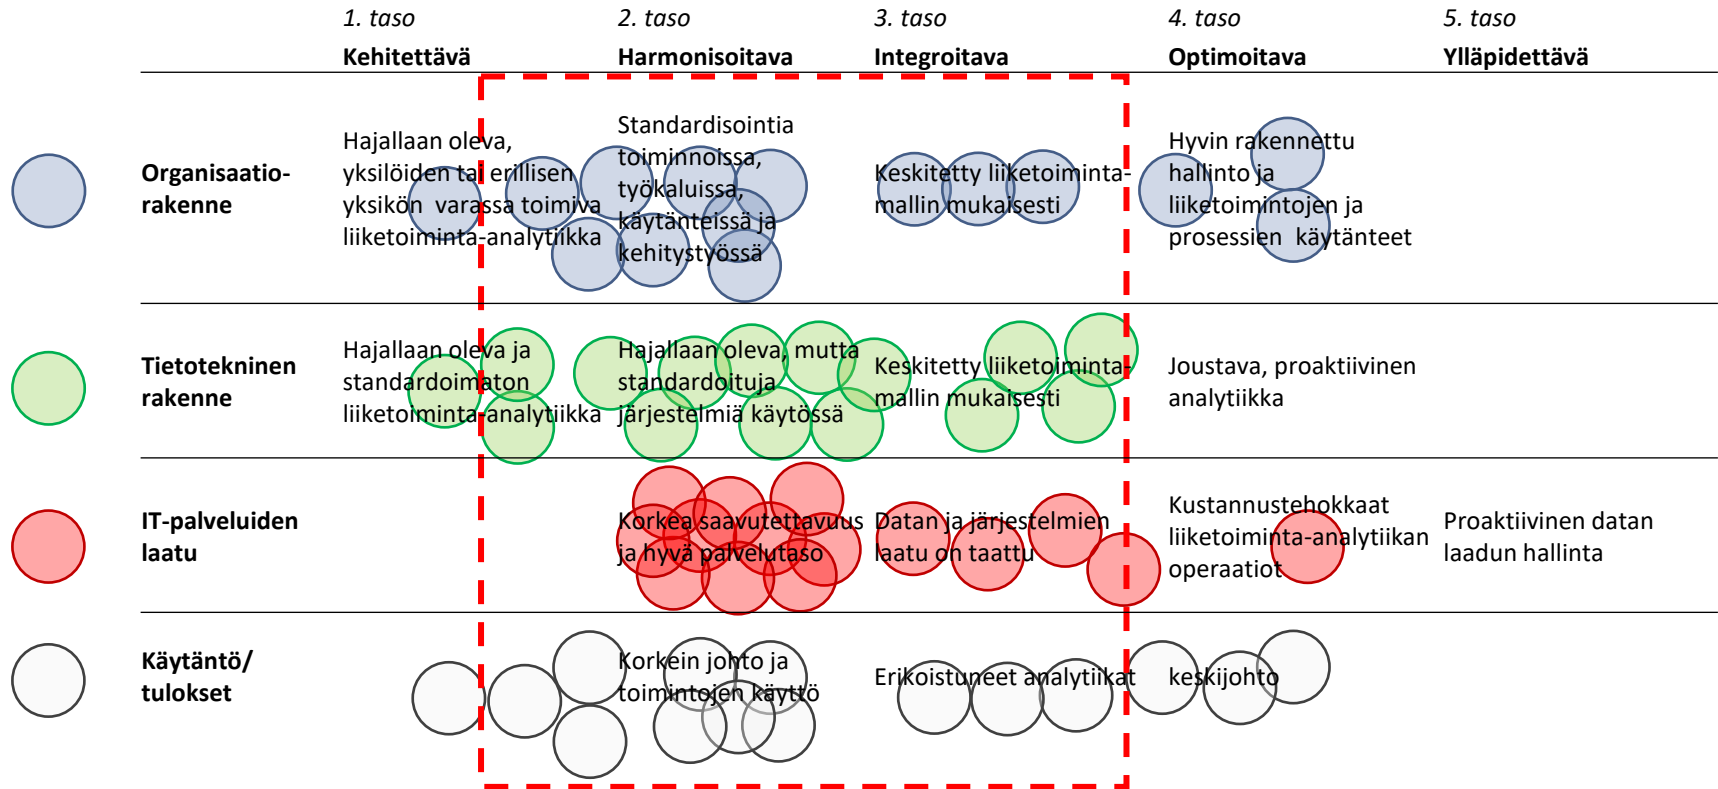 1. taso
2. taso
3. taso
4. taso
5. taso
Kehitettävä
Harmonisoitava
Integroitava
Optimoitava
Ylläpidettävä
Organisaatio-
rakenne
Hajallaan oleva,
yksilöiden tai erillisen
yksikön varassa toimiva
liiketoiminta-analytiikka
Standardisointia
toiminnoissa,
työkaluissa,
käytänteissä ja
kehitystyössä
Keskitetty liiketoiminta-
mallin mukaisesti
Hyvin rakennettu
hallinto ja
liiketoimintojen ja
prosessien käytänteet
Tietotekninen
rakenne
Hajallaan oleva ja
standardoimaton
liiketoiminta-analytiikka
Hajallaan oleva, mutta
standardoituja
järjestelmiä käytössä
Keskitetty liiketoiminta-
mallin mukaisesti
Joustava, proaktiivinen
analytiikka
IT-palveluiden
laatu
Korkea saavutettavuus
ja hyvä palvelutaso
Datan ja järjestelmien
laatu on taattu
Kustannustehokkaat
liiketoiminta-analytiikan
operaatiot
Proaktiivinen datan
laadun hallinta
Käytäntö/
tulokset
Korkein johto ja
toimintojen käyttö
Erikoistuneet analytiikat
keskijohto